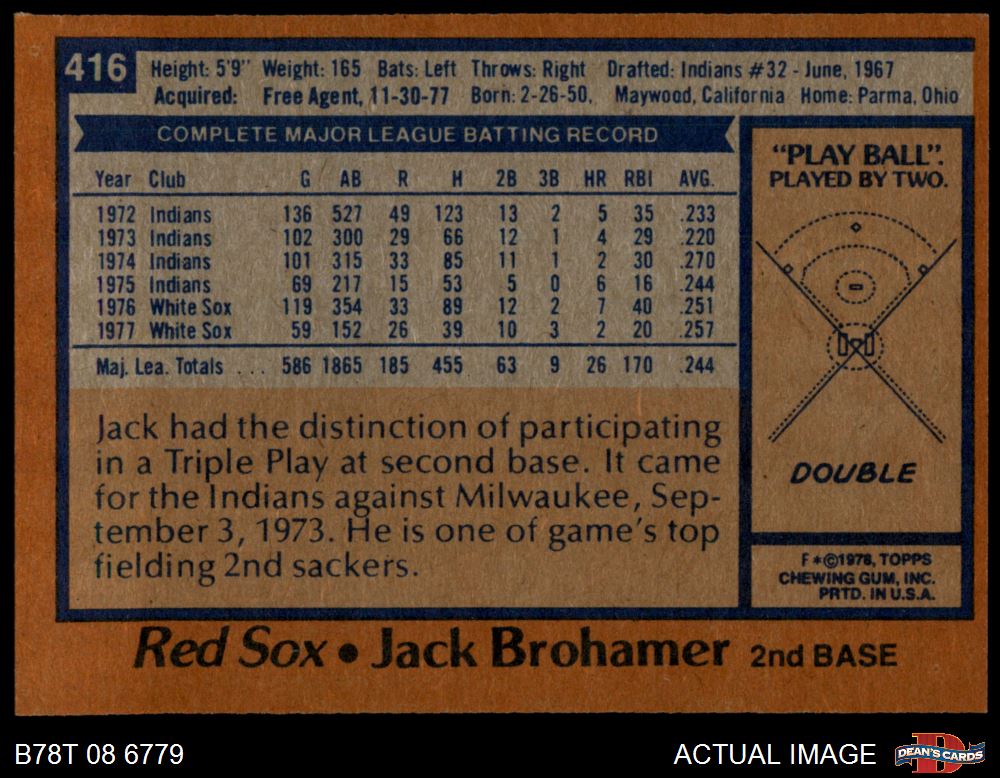 416
Height: 5'9" Weight: 165 Bats: Left Throws: Right Drafted: Indians #32 - June, 1967
Acquired: Free Agent, 11-30-77 Born: 2-26-50, Maywood, California Home: Parma, Ohio
COMPLETE MAJOR LEAGUE BATTING RECORD
Year Club G AB R H 2B 3B HR RBI AVG.
1972 Indians 136 527 49 123 13 2 5 35 .233
1973 Indians 102 300 29 66 12 1 4 29 .220
1974 Indians 101 315 33 85 11 1 2 30 .270
1975 Indians 69 217 15 53 5 0 6 16 .244
1976 White Sox 119 354 33 89 12 2 7 40 .251
1977 White Sox 59 152 26 39 10 3 2 20 .257
Maj. Lea. Totals ... 586 1865 185 455 63 9 26 170 .244
Jack had the distinction of participating
in a Triple Play at second base. It came
for the Indians against Milwaukee, Sep-
tember 3, 1973. He is one of game's top
fielding 2nd sackers.
"PLAY BALL".
PLAYED BY TWO.
DOUBLE
F*©1978, TOPPS
CHEWING GUM, INC.
PRTD. IN U.S.A.
Red Sox • Jack Brohamer 2nd BASE
B78T 08 6779
ACTUAL IMAGE
DEAN'S CARDS